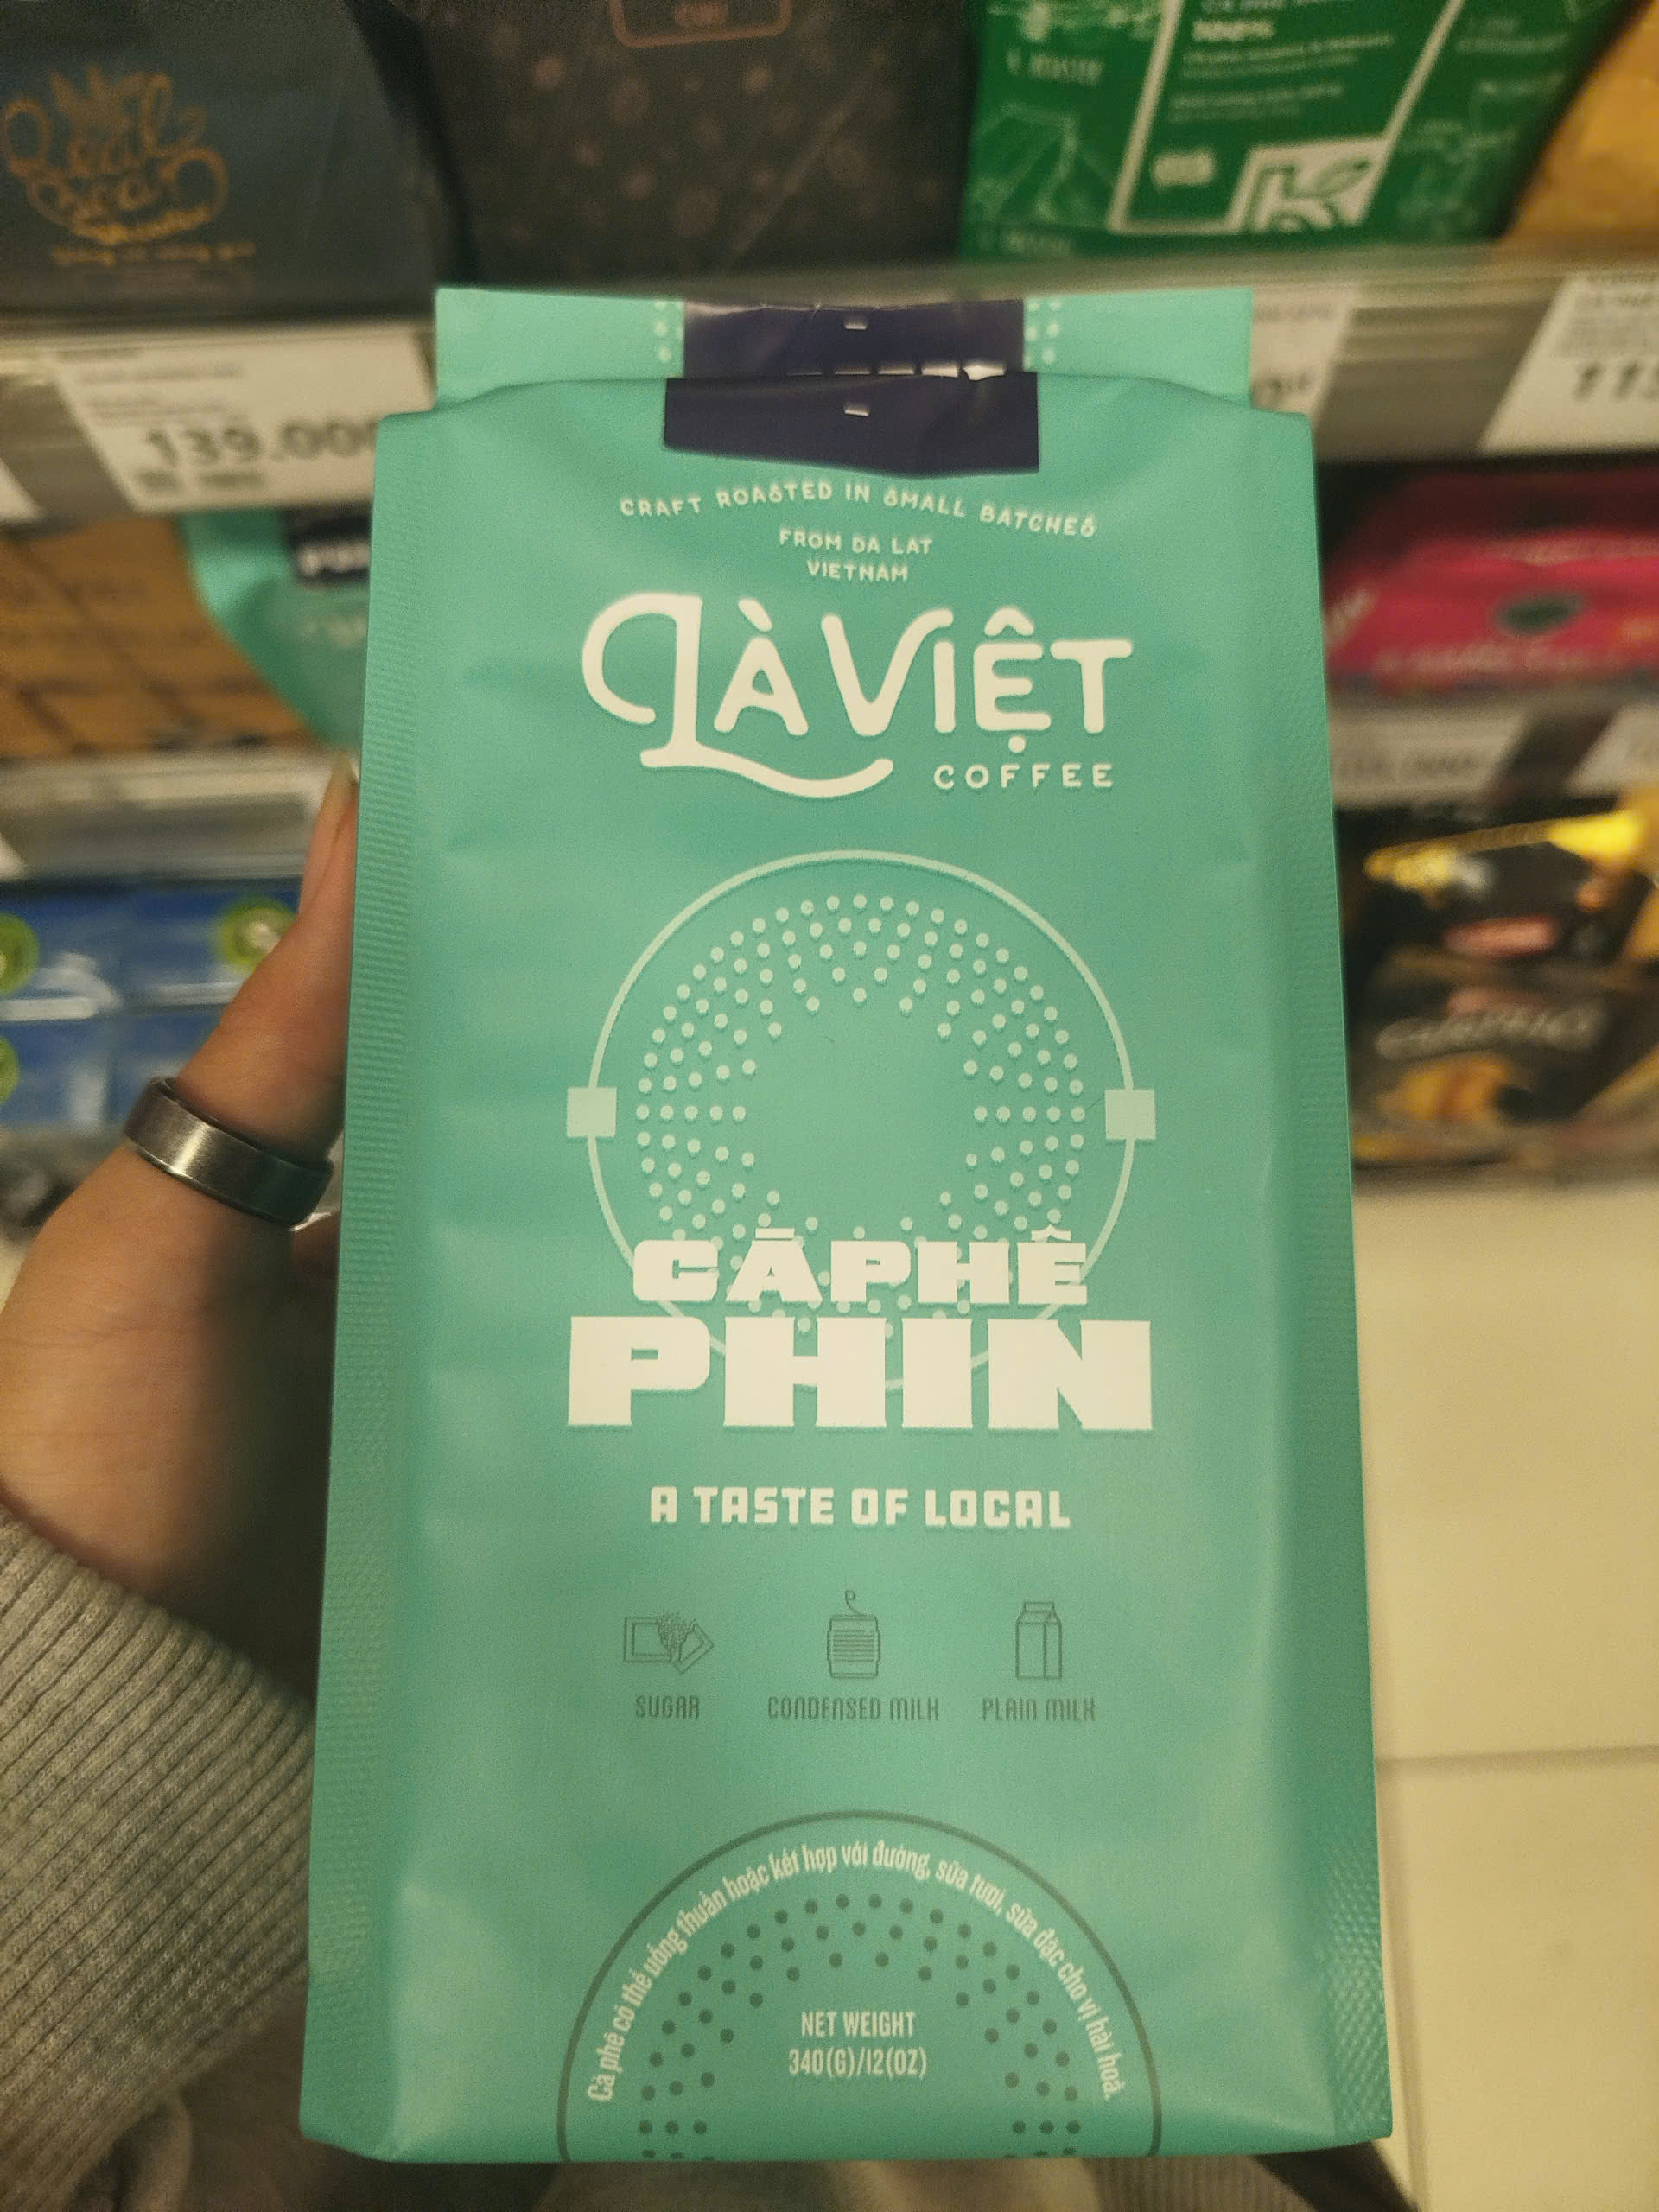 100%
139.000
CRAFT ROASTED IN SMALL BATCHES
FROM DA LAT
VIETNAM
LÀ VIỆT
COFFEE
CÀ PHÊ
PHIN
A TASTE OF LOCAL
SUGAR
CONDENSED MILK
PLAIN MILK
Cà phê có thể uống thuần hoặc kết hợp với đường, sữa tươi, sữa đặc cho vị hài hoà.
NET WEIGHT
340(G)/12(OZ)